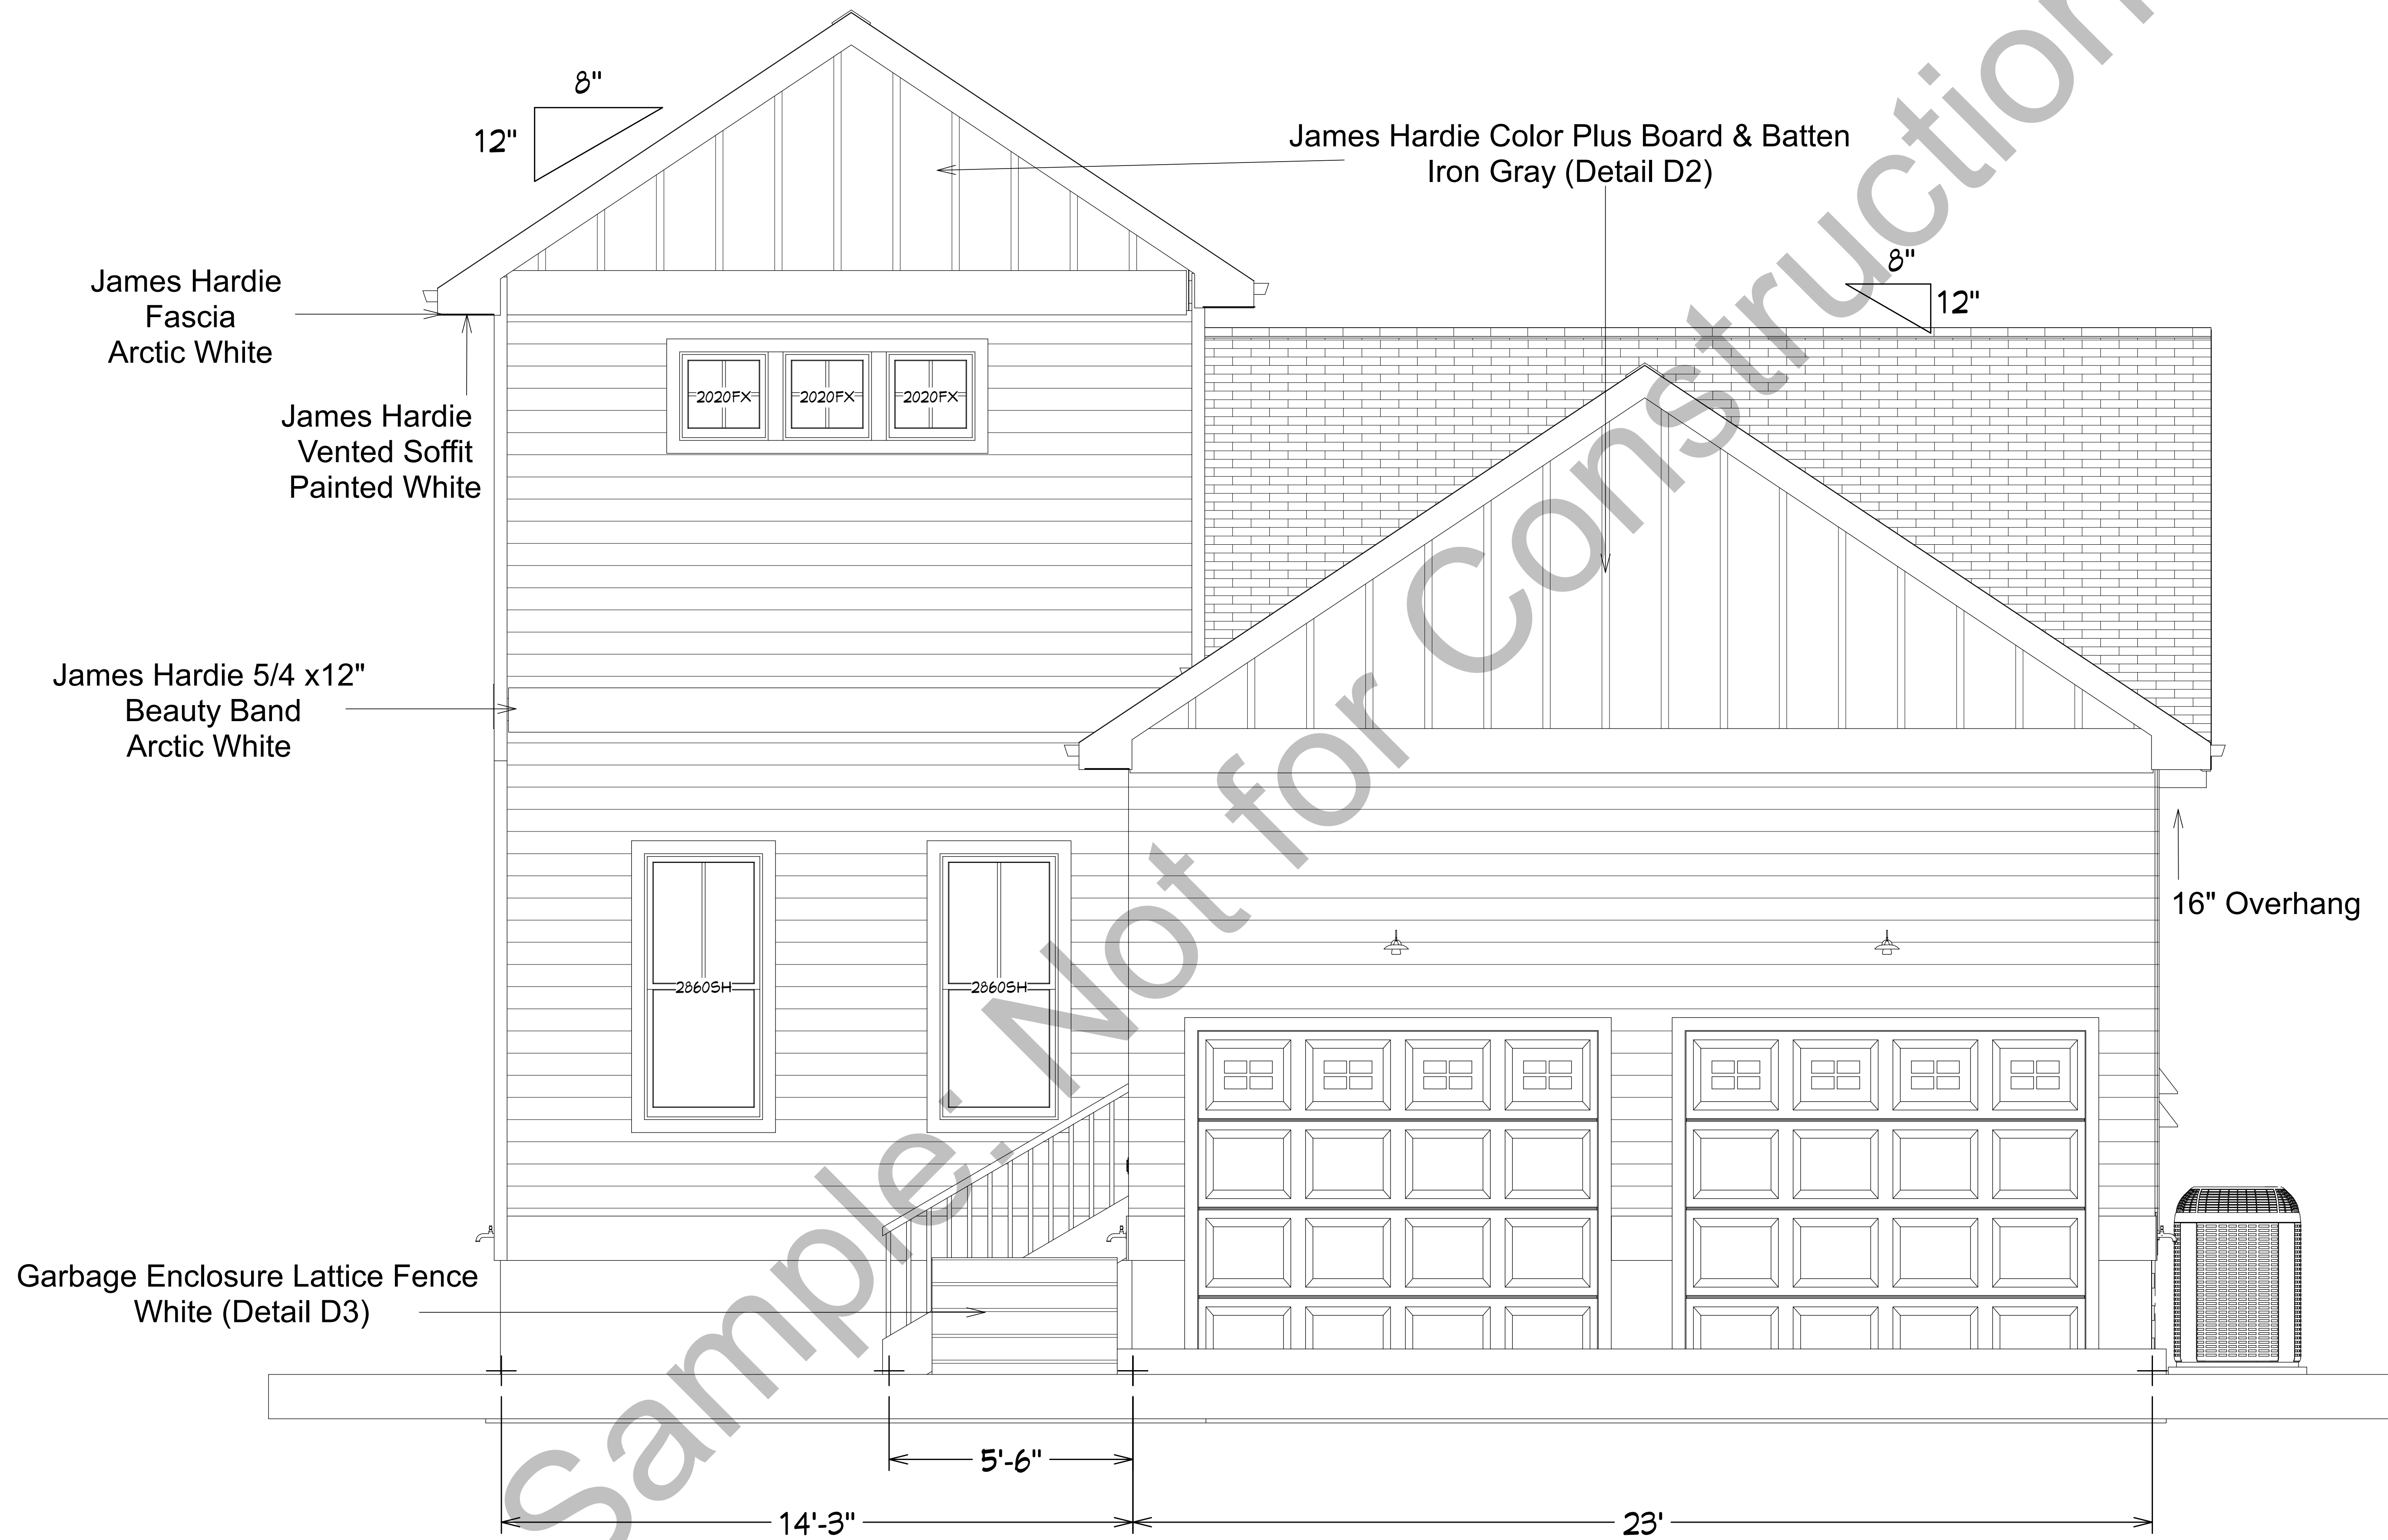 8"
12"
James Hardie Color Plus Board & Batten
Iron Gray (Detail D2)
8"
12"
James Hardie
Fascia
Arctic White
James Hardie
Vented Soffit
Painted White
2020FX
2020FX
2020FX
James Hardie 5/4 x12"
Beauty Band
Arctic White
16" Overhang
2860SH
2860SH
Garbage Enclosure Lattice Fence
White (Detail D3)
5'-6"
14'-3"
23'
Sample: Not for Construction